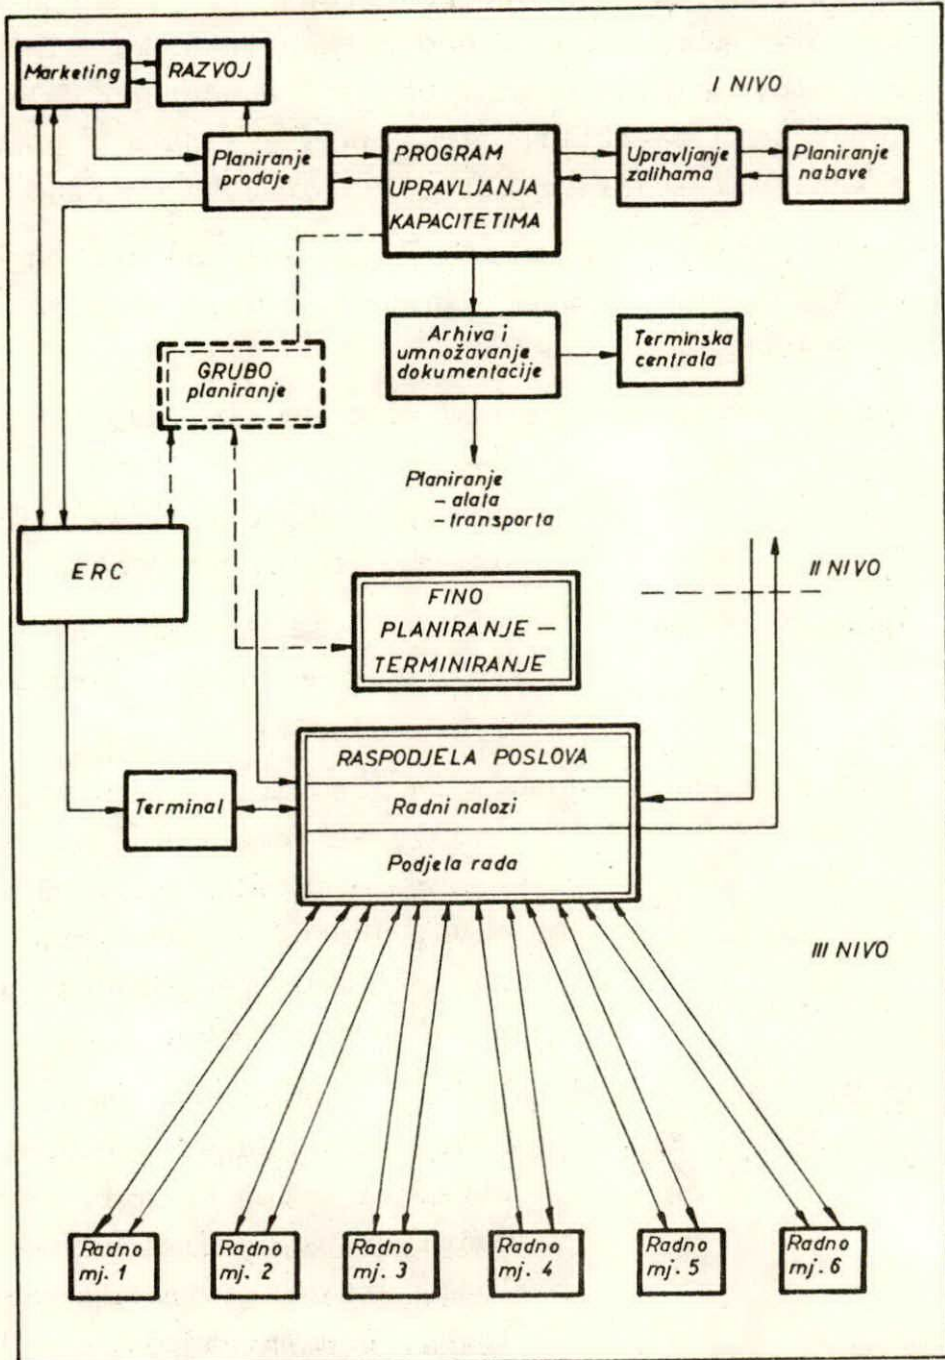 Marketing
RAZVOJ
I NIVO
Planiranje
prodaje
PROGRAM
UPRAVLJANJA
KAPACITETIMA
Upravljanje
zalihama
Planiranje
nabave
Arhiva i
umnožavanje
dokumentacije
Terminska
centrala
GRUBO
planiranje
Planiranje
- alata
- transporta
ERC
II NIVO
FINO
PLANIRANJE —
TERMINIRANJE
RASPODJELA POSLOVA
Radni nalozi
Podjela rada
Terminal
III NIVO
Radno
mj. 1
Radno
mj. 2
Radno
mj. 3
Radno
mj. 4
Radno
mj. 5
Radno
mj. 6